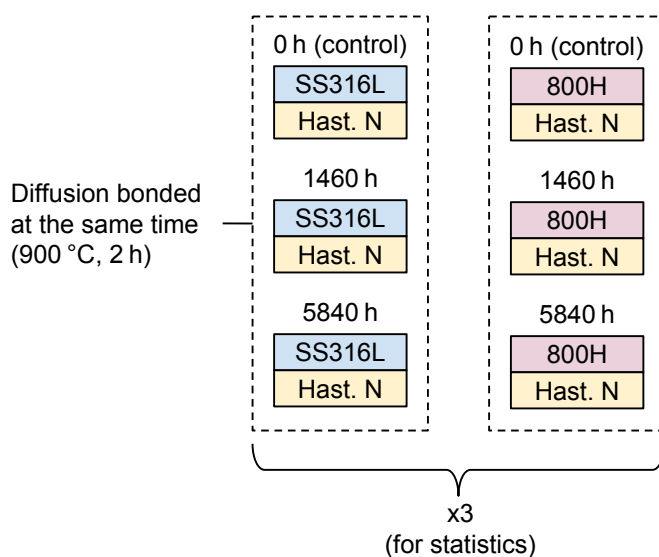 0 h (control)
SS316L
Hast. N
1460 h
SS316L
Hast. N
5840 h
SS316L
Hast. N
0 h (control)
800H
Hast. N
1460 h
800H
Hast. N
5840 h
800H
Hast. N
Diffusion bonded
at the same time
(900 °C, 2 h)
x3
(for statistics)